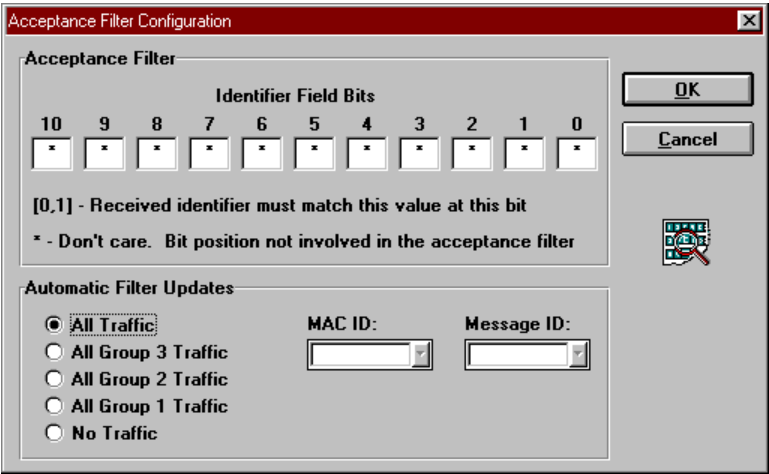 Acceptance Filter Configuration
Acceptance Filter
Identifier Field Bits
10 9 8 7 6 5 4 3 2 1 0
* * * * * * * * * * *
[0,1] - Received identifier must match this value at this bit
* - Don't care. Bit position not involved in the acceptance filter
OK
Cancel
Automatic Filter Updates
All Traffic
All Group 3 Traffic
All Group 2 Traffic
All Group 1 Traffic
No Traffic
MAC ID:
Message ID: